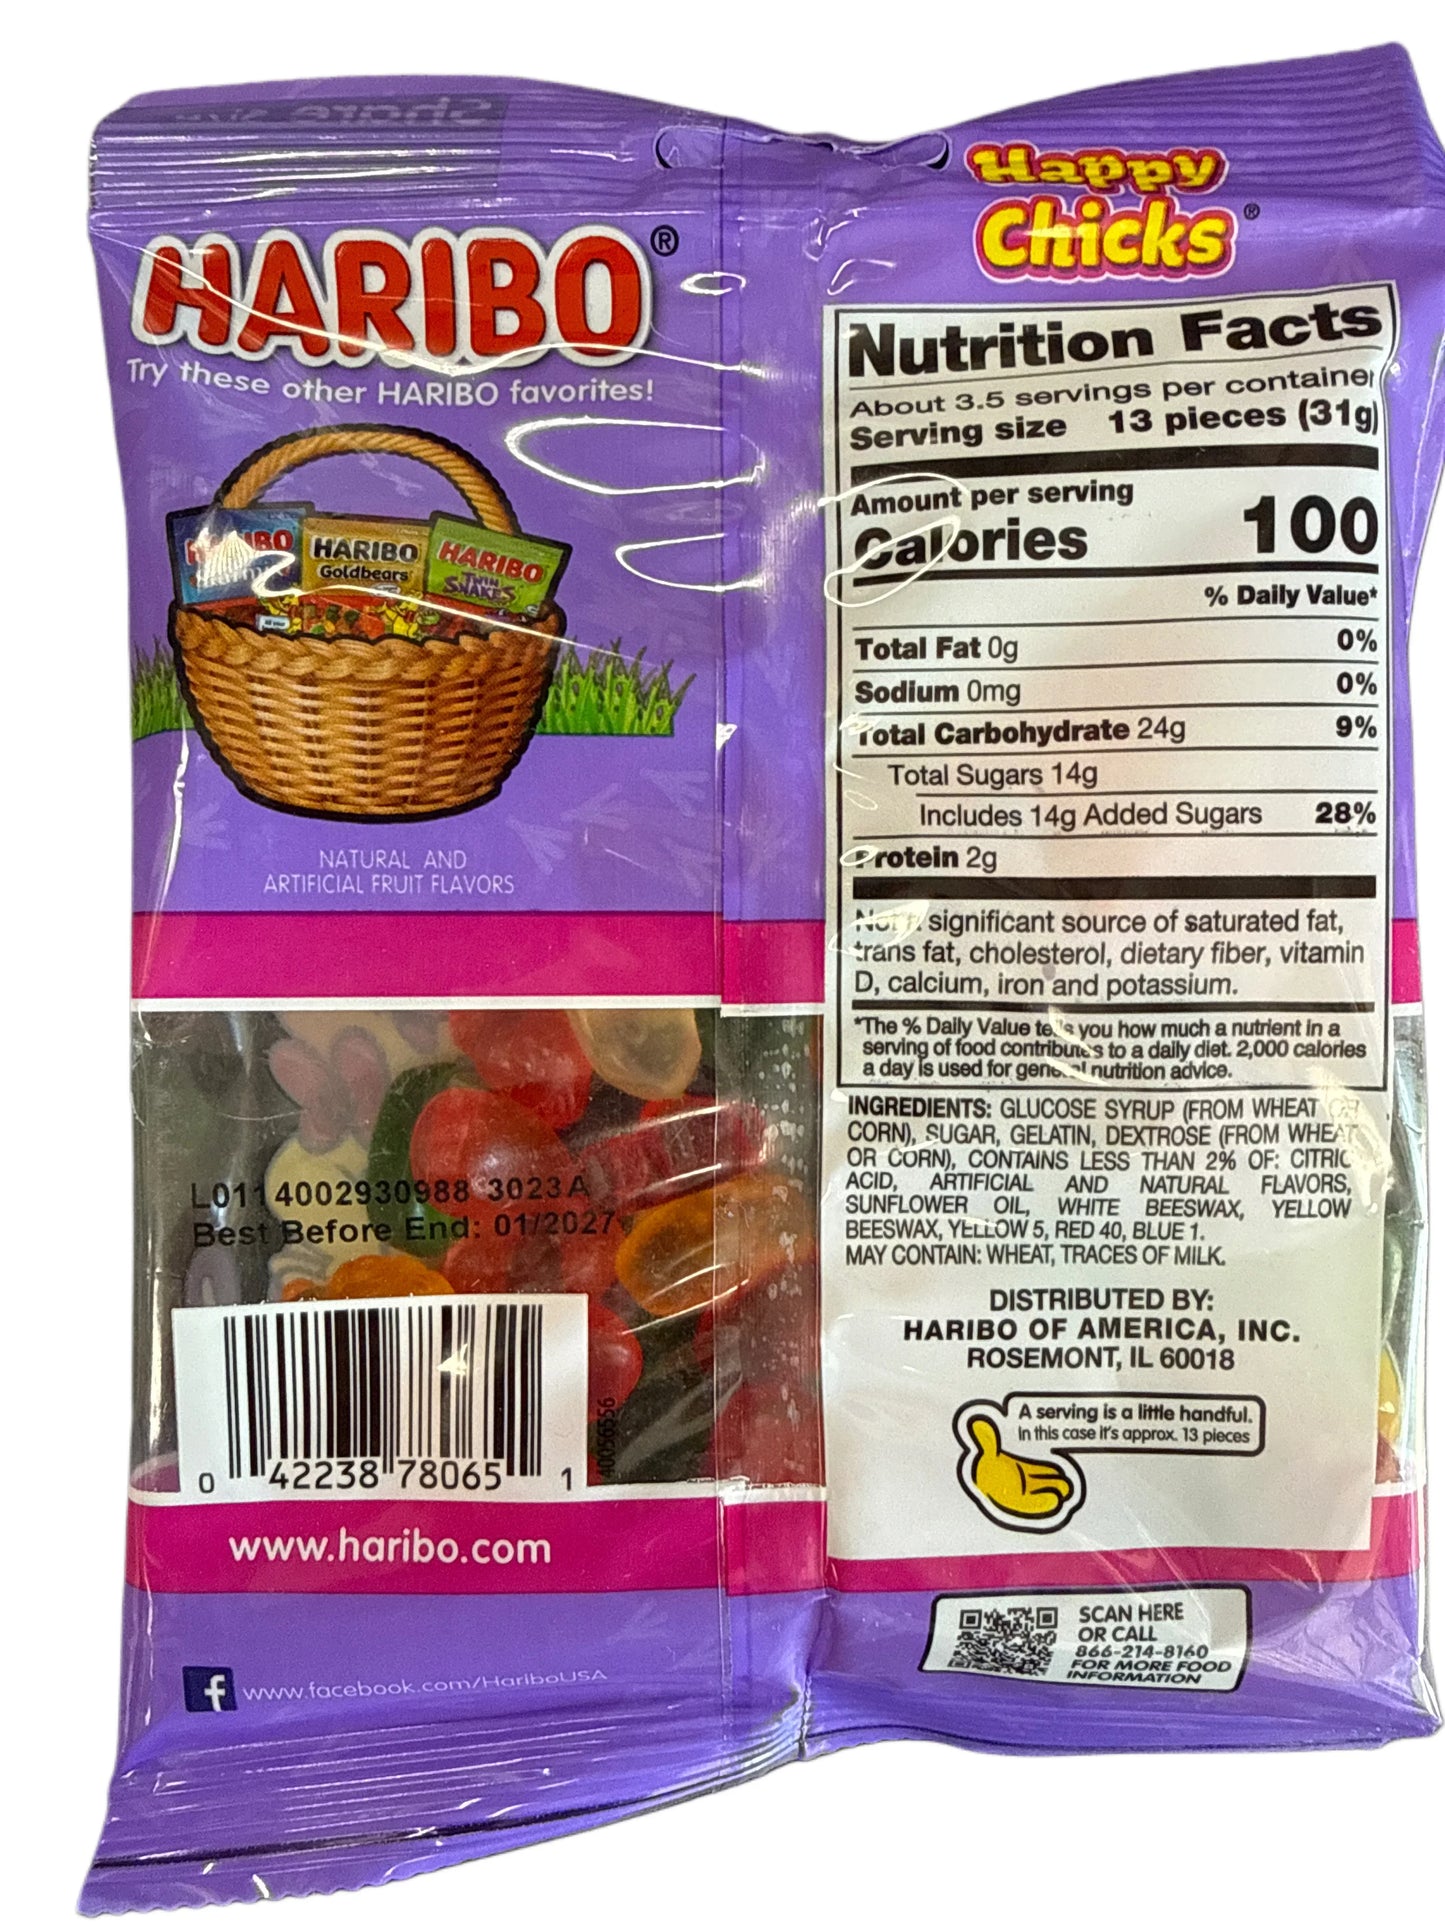 HARIBO®
Try these other HARIBO favorites!
HARIBO
Goldbears
HARIBO
TWIN
SNAKES
NATURAL AND
ARTIFICIAL FRUIT FLAVORS
L0114002930988 3023A
Best Before End: 01/2027
0 42238 78065 1
40056556
www.haribo.com
f www.facebook.com/HariboUSA
Happy
Chicks®
Nutrition Facts
About 3.5 servings per container
Serving size 13 pieces (31g)
Amount per serving
Calories 100
% Daily Value*
Total Fat 0g 0%
Sodium 0mg 0%
Total Carbohydrate 24g 9%
Total Sugars 14g
Includes 14g Added Sugars 28%
Protein 2g
Not a significant source of saturated fat,
trans fat, cholesterol, dietary fiber, vitamin
D, calcium, iron and potassium.
*The % Daily Value tells you how much a nutrient in a
serving of food contributes to a daily diet. 2,000 calories
a day is used for general nutrition advice.
INGREDIENTS: GLUCOSE SYRUP (FROM WHEAT OR
CORN), SUGAR, GELATIN, DEXTROSE (FROM WHEAT
OR CORN), CONTAINS LESS THAN 2% OF: CITRIC
ACID, ARTIFICIAL AND NATURAL FLAVORS,
SUNFLOWER OIL, WHITE BEESWAX, YELLOW
BEESWAX, YELLOW 5, RED 40, BLUE 1.
MAY CONTAIN: WHEAT, TRACES OF MILK.
DISTRIBUTED BY:
HARIBO OF AMERICA, INC.
ROSEMONT, IL 60018
A serving is a little handful.
In this case it's approx. 13 pieces
SCAN HERE
OR CALL
866-214-8160
FOR MORE FOOD
INFORMATION